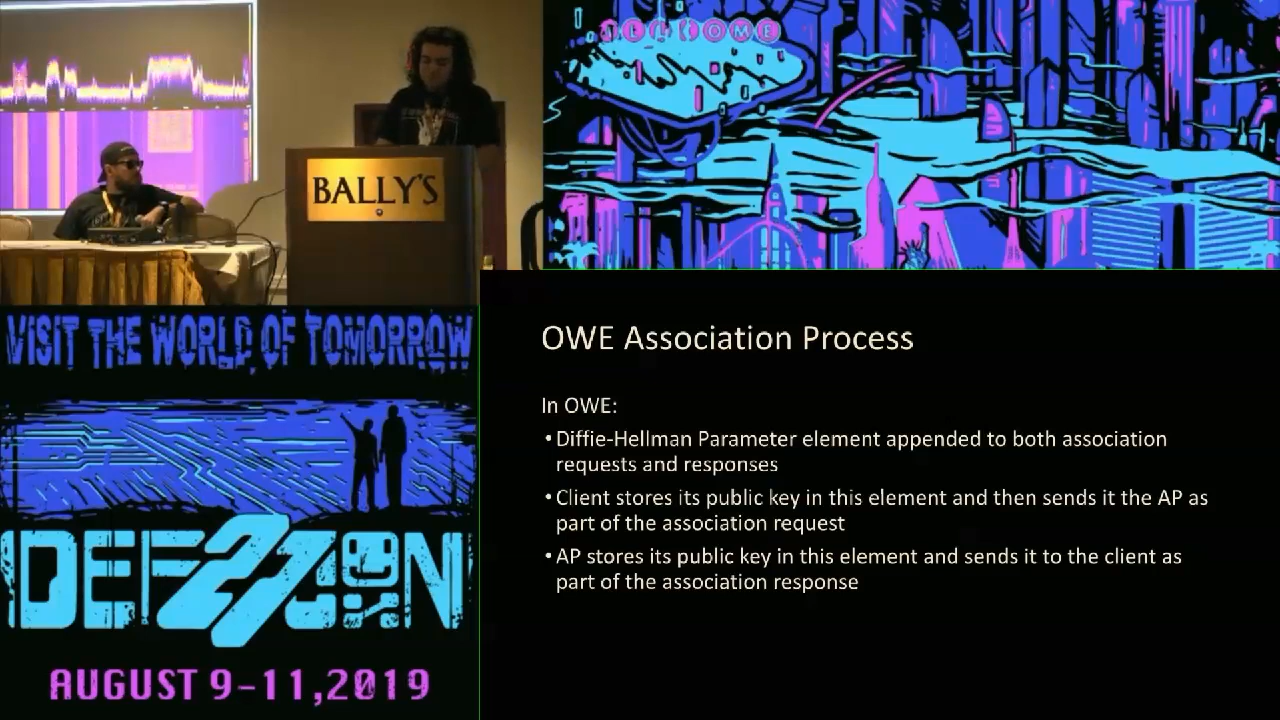 WELCOME
BALLY'S
VISIT THE WORLD OF TOMORROW
DEF CON
27
AUGUST 9-11,2019
OWE Association Process
In OWE:
•Diffie-Hellman Parameter element appended to both association
requests and responses
•Client stores its public key in this element and then sends it the AP as
part of the association request
•AP stores its public key in this element and sends it to the client as
part of the association response